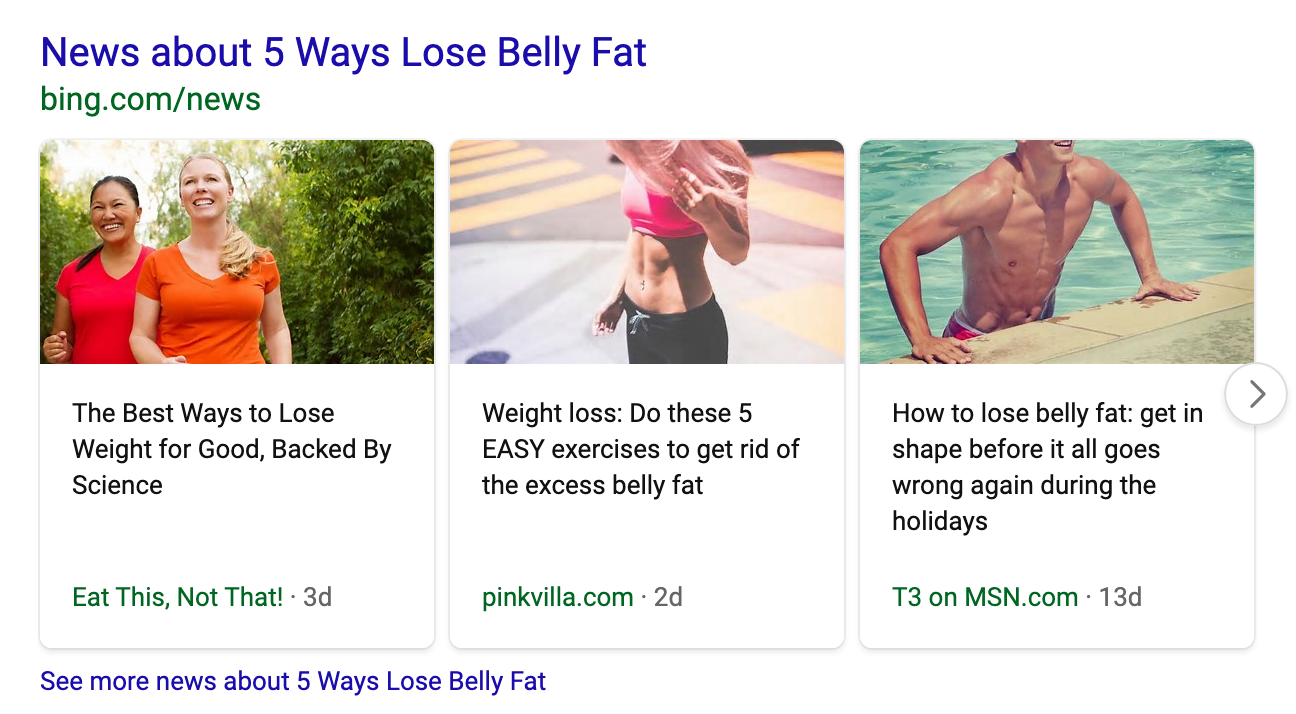 News about 5 Ways Lose Belly Fat
bing.com/news
The Best Ways to Lose
Weight for Good, Backed By
Science
Eat This, Not That! · 3d
Weight loss: Do these 5
EASY exercises to get rid of
the excess belly fat
pinkvilla.com · 2d
How to lose belly fat: get in
shape before it all goes
wrong again during the
holidays
T3 on MSN.com · 13d
See more news about 5 Ways Lose Belly Fat